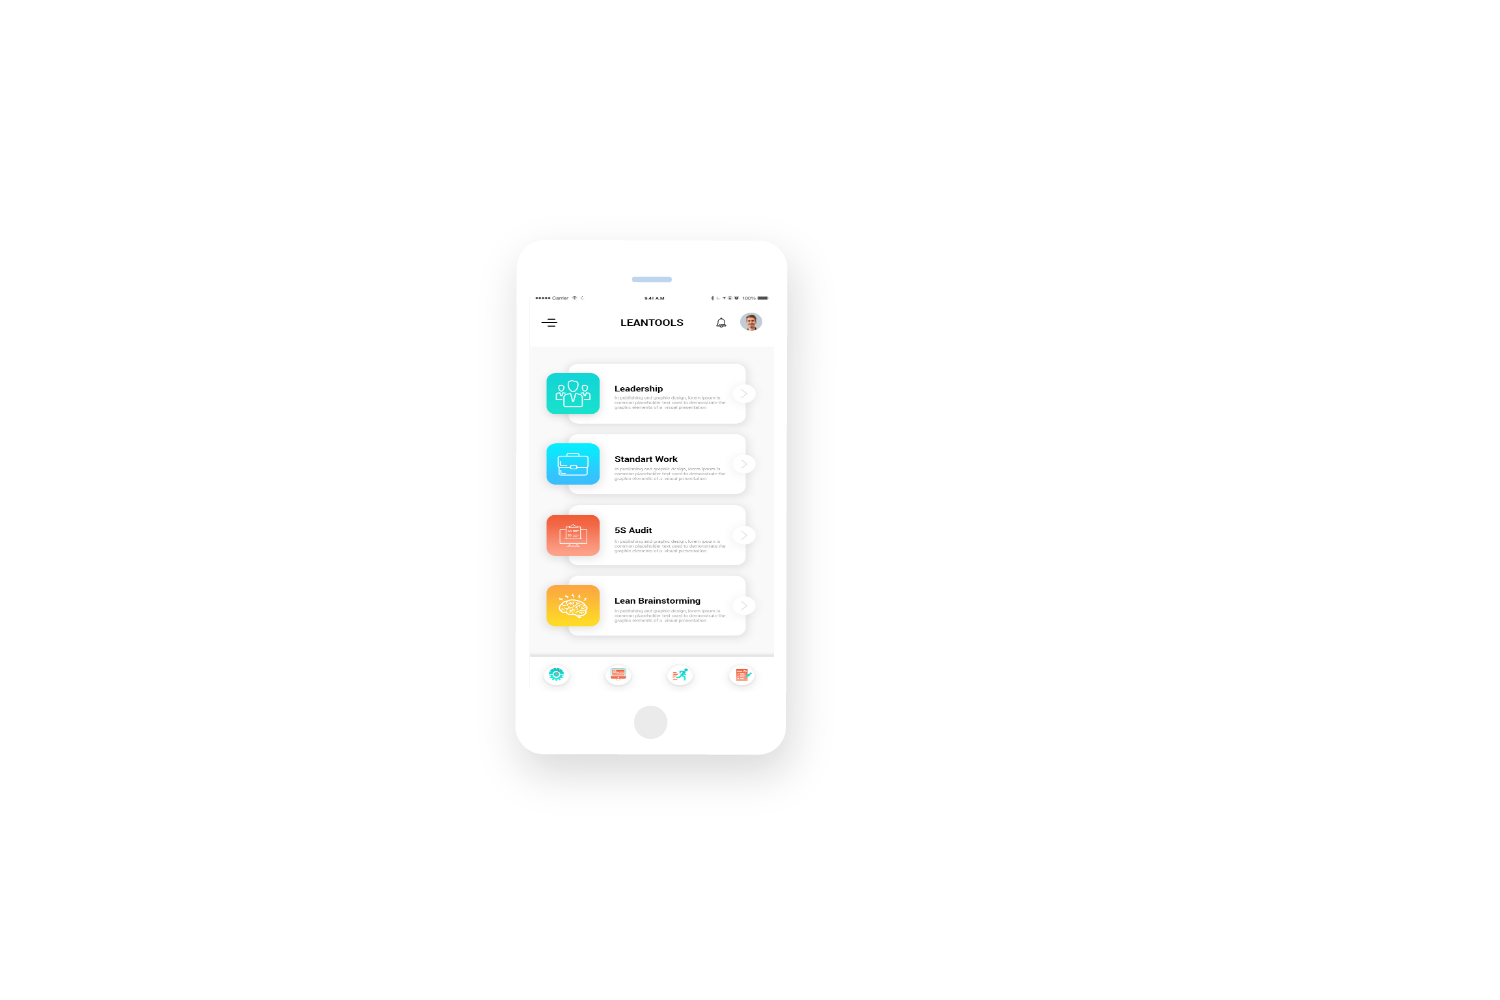 Carrier 9:41 A.M 100%
LEANTOOLS
Leadership
In publishing and graphic design, lorem ipsum is
common placeholder text used to demonstrate the
graphic elements of a visual presentation
Standart Work
In publishing and graphic design, lorem ipsum is
common placeholder text used to demonstrate the
graphic elements of a visual presentation
5S Audit
In publishing and graphic design, lorem ipsum is
common placeholder text used to demonstrate the
graphic elements of a visual presentation
Lean Brainstorming
In publishing and graphic design, lorem ipsum is
common placeholder text used to demonstrate the
graphic elements of a visual presentation